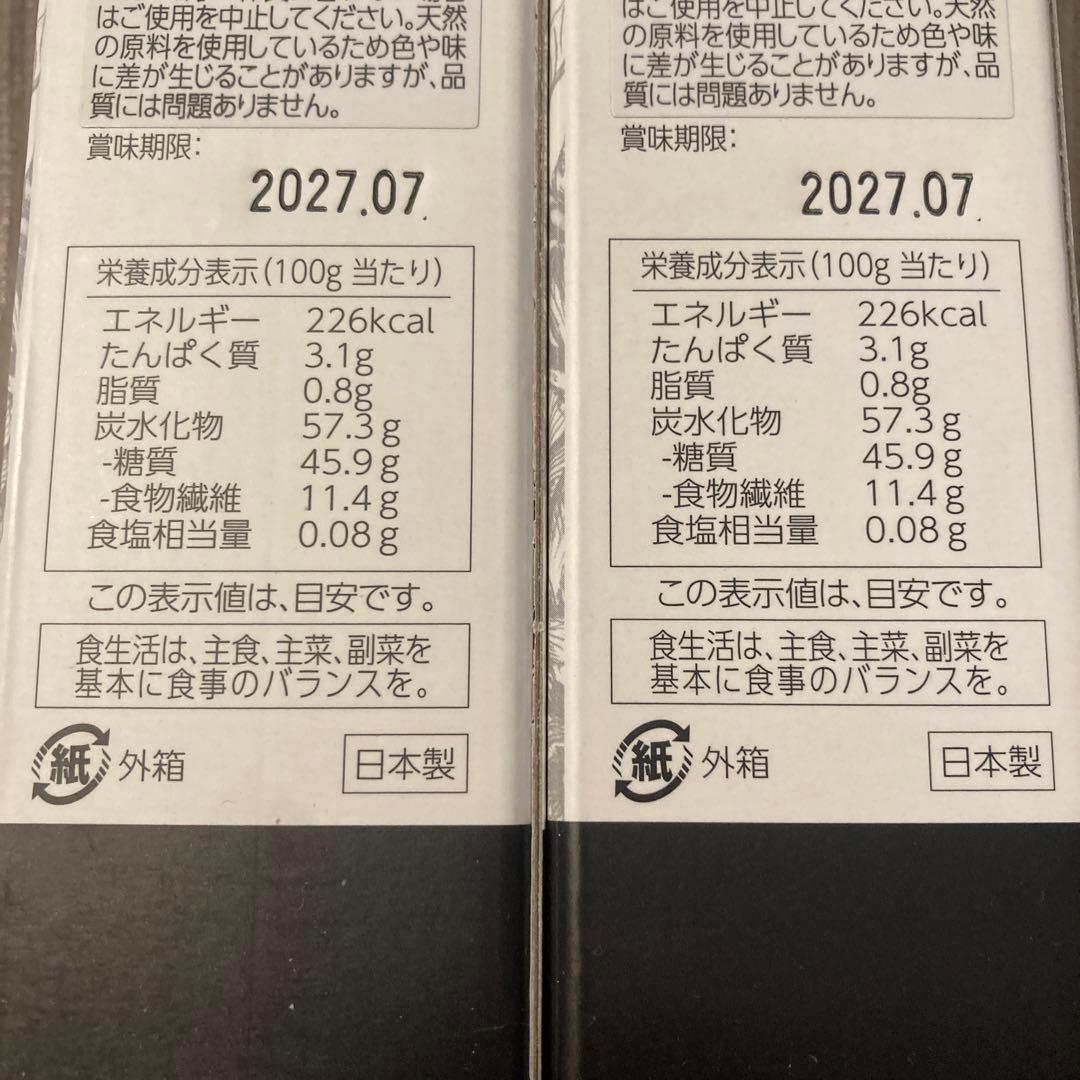 はご使用を中止してください。天然
の原料を使用しているため色や味
に差が生じることがありますが、品
質には問題ありません。
賞味期限：
2027.07
栄養成分表示(100g 当たり)
エネルギー 226kcal
たんぱく質 3.1g
脂質 0.8g
炭水化物 57.3g
-糖質 45.9g
-食物繊維 11.4g
食塩相当量 0.08g
この表示値は、目安です。
食生活は、主食、主菜、副菜を
基本に食事のバランスを。
紙 外箱 日本製
はご使用を中止してください。天然
の原料を使用しているため色や味
に差が生じることがありますが、品
質には問題ありません。
賞味期限：
2027.07
栄養成分表示(100g 当たり)
エネルギー 226kcal
たんぱく質 3.1g
脂質 0.8g
炭水化物 57.3g
-糖質 45.9g
-食物繊維 11.4g
食塩相当量 0.08g
この表示値は、目安です。
食生活は、主食、主菜、副菜を
基本に食事のバランスを。
紙 外箱 日本製